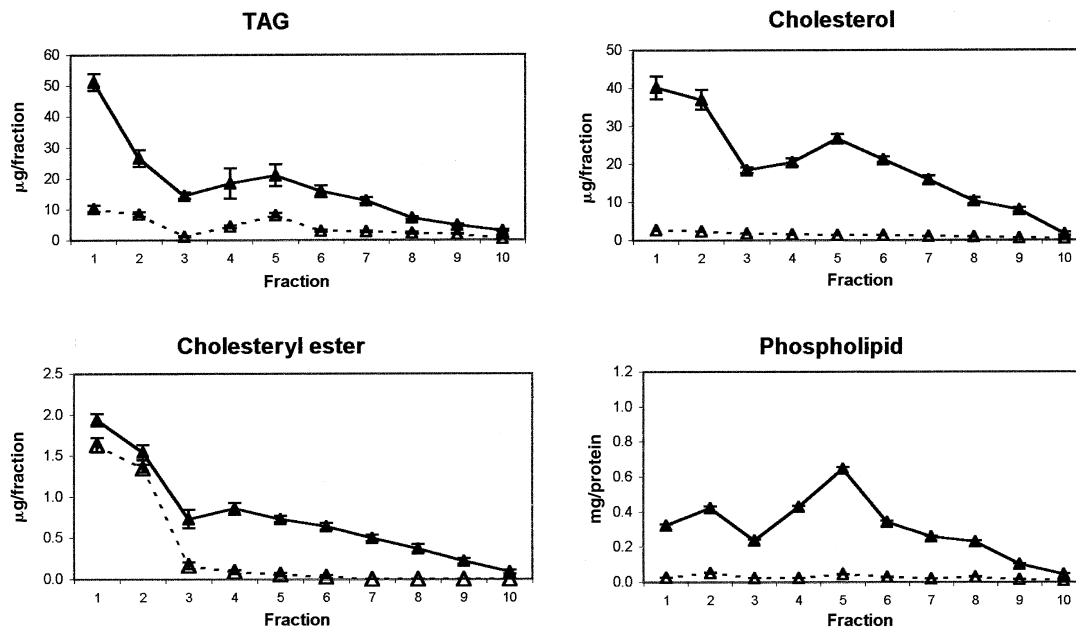 TAG
60
50
40
30
20
10
0
µg/fraction
1 2 3 4 5 6 7 8 9 10
Fraction
Cholesterol
50
40
30
20
10
0
µg/fraction
1 2 3 4 5 6 7 8 9 10
Fraction
Cholesteryl ester
2.5
2.0
1.5
1.0
0.5
0.0
µg/fraction
1 2 3 4 5 6 7 8 9 10
Fraction
Phospholipid
1.2
1.0
0.8
0.6
0.4
0.2
0.0
mg/protein
1 2 3 4 5 6 7 8 9 10
Fraction